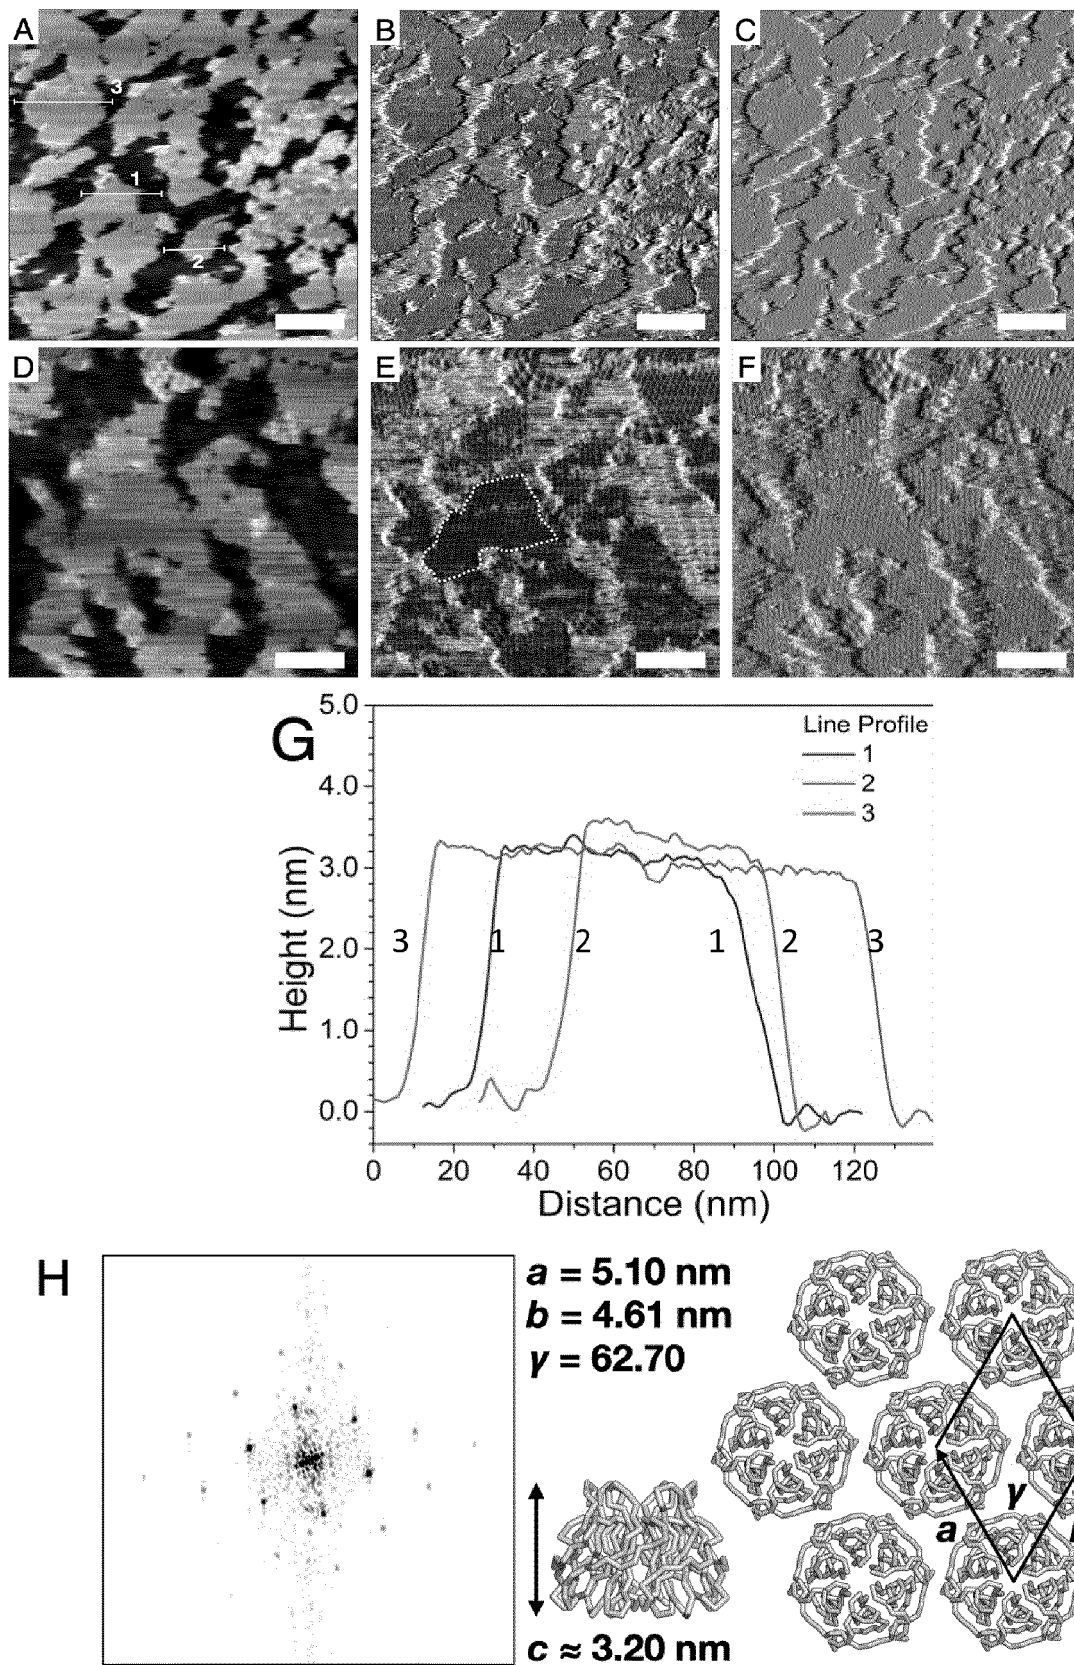 A
B
C
3
1
2
D
E
F
G
Line Profile
1
2
3
5.0
4.0
3.0
2.0
1.0
0.0
Height (nm)
3
1
2
1
2
3
0
20
40
60
80
100
120
Distance (nm)
H
a = 5.10 nm
b = 4.61 nm
γ = 62.70
c ≈ 3.20 nm
γ
a